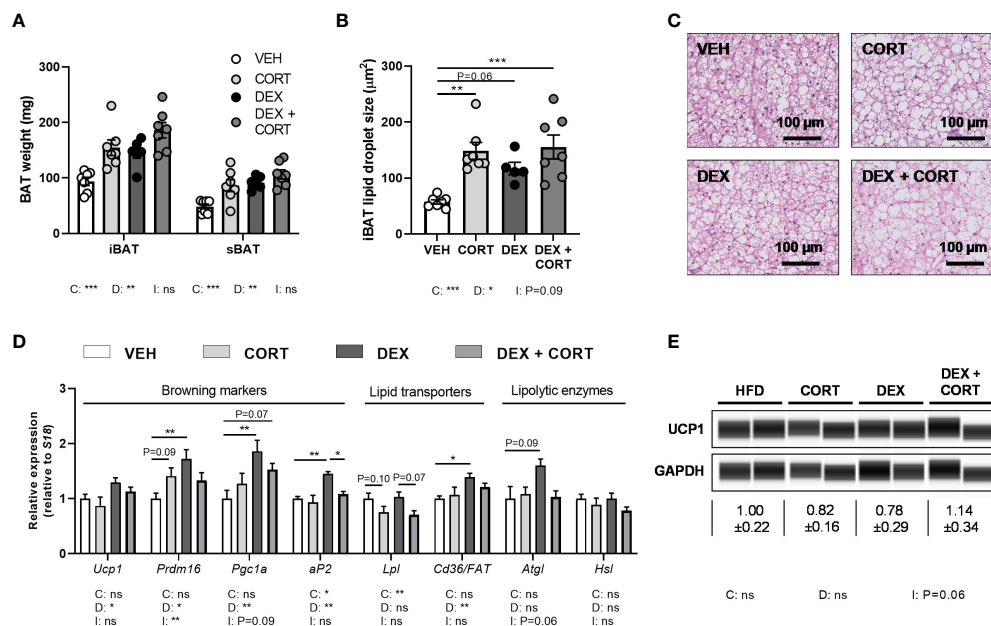 A
BAT weight (mg)
300
200
100
0
VEH
CORT
DEX
DEX +
CORT
iBAT
sBAT
C: *** D: ** I: ns
C: *** D: ** I: ns
B
iBAT lipid droplet size (µm²)
300
200
100
0
***
P=0.06
**
VEH
CORT
DEX
DEX +
CORT
C: *** D: * I: P=0.09
C
VEH
100 µm
CORT
100 µm
DEX
100 µm
DEX + CORT
100 µm
D
VEH
CORT
DEX
DEX + CORT
Relative expression
(relative to S18)
3
2
1
0
Browning markers
Lipid transporters
Lipolytic enzymes
**
P=0.09
P=0.07
**
**
*
P=0.10
P=0.07
*
P=0.09
Ucp1
Prdm16
Pgc1a
aP2
Lpl
Cd36/FAT
Atgl
Hsl
C: ns
C: ns
C: ns
C: *
C: **
C: ns
C: ns
C: ns
D: *
D: *
D: **
D: **
D: ns
D: **
D: ns
D: ns
I: ns
I: **
I: P=0.09
I: ns
I: ns
I: ns
I: P=0.06
I: ns
E
HFD
CORT
DEX
DEX +
CORT
UCP1
GAPDH
1.00
±0.22
0.82
±0.16
0.78
±0.29
1.14
±0.34
C: ns
D: ns
I: P=0.06